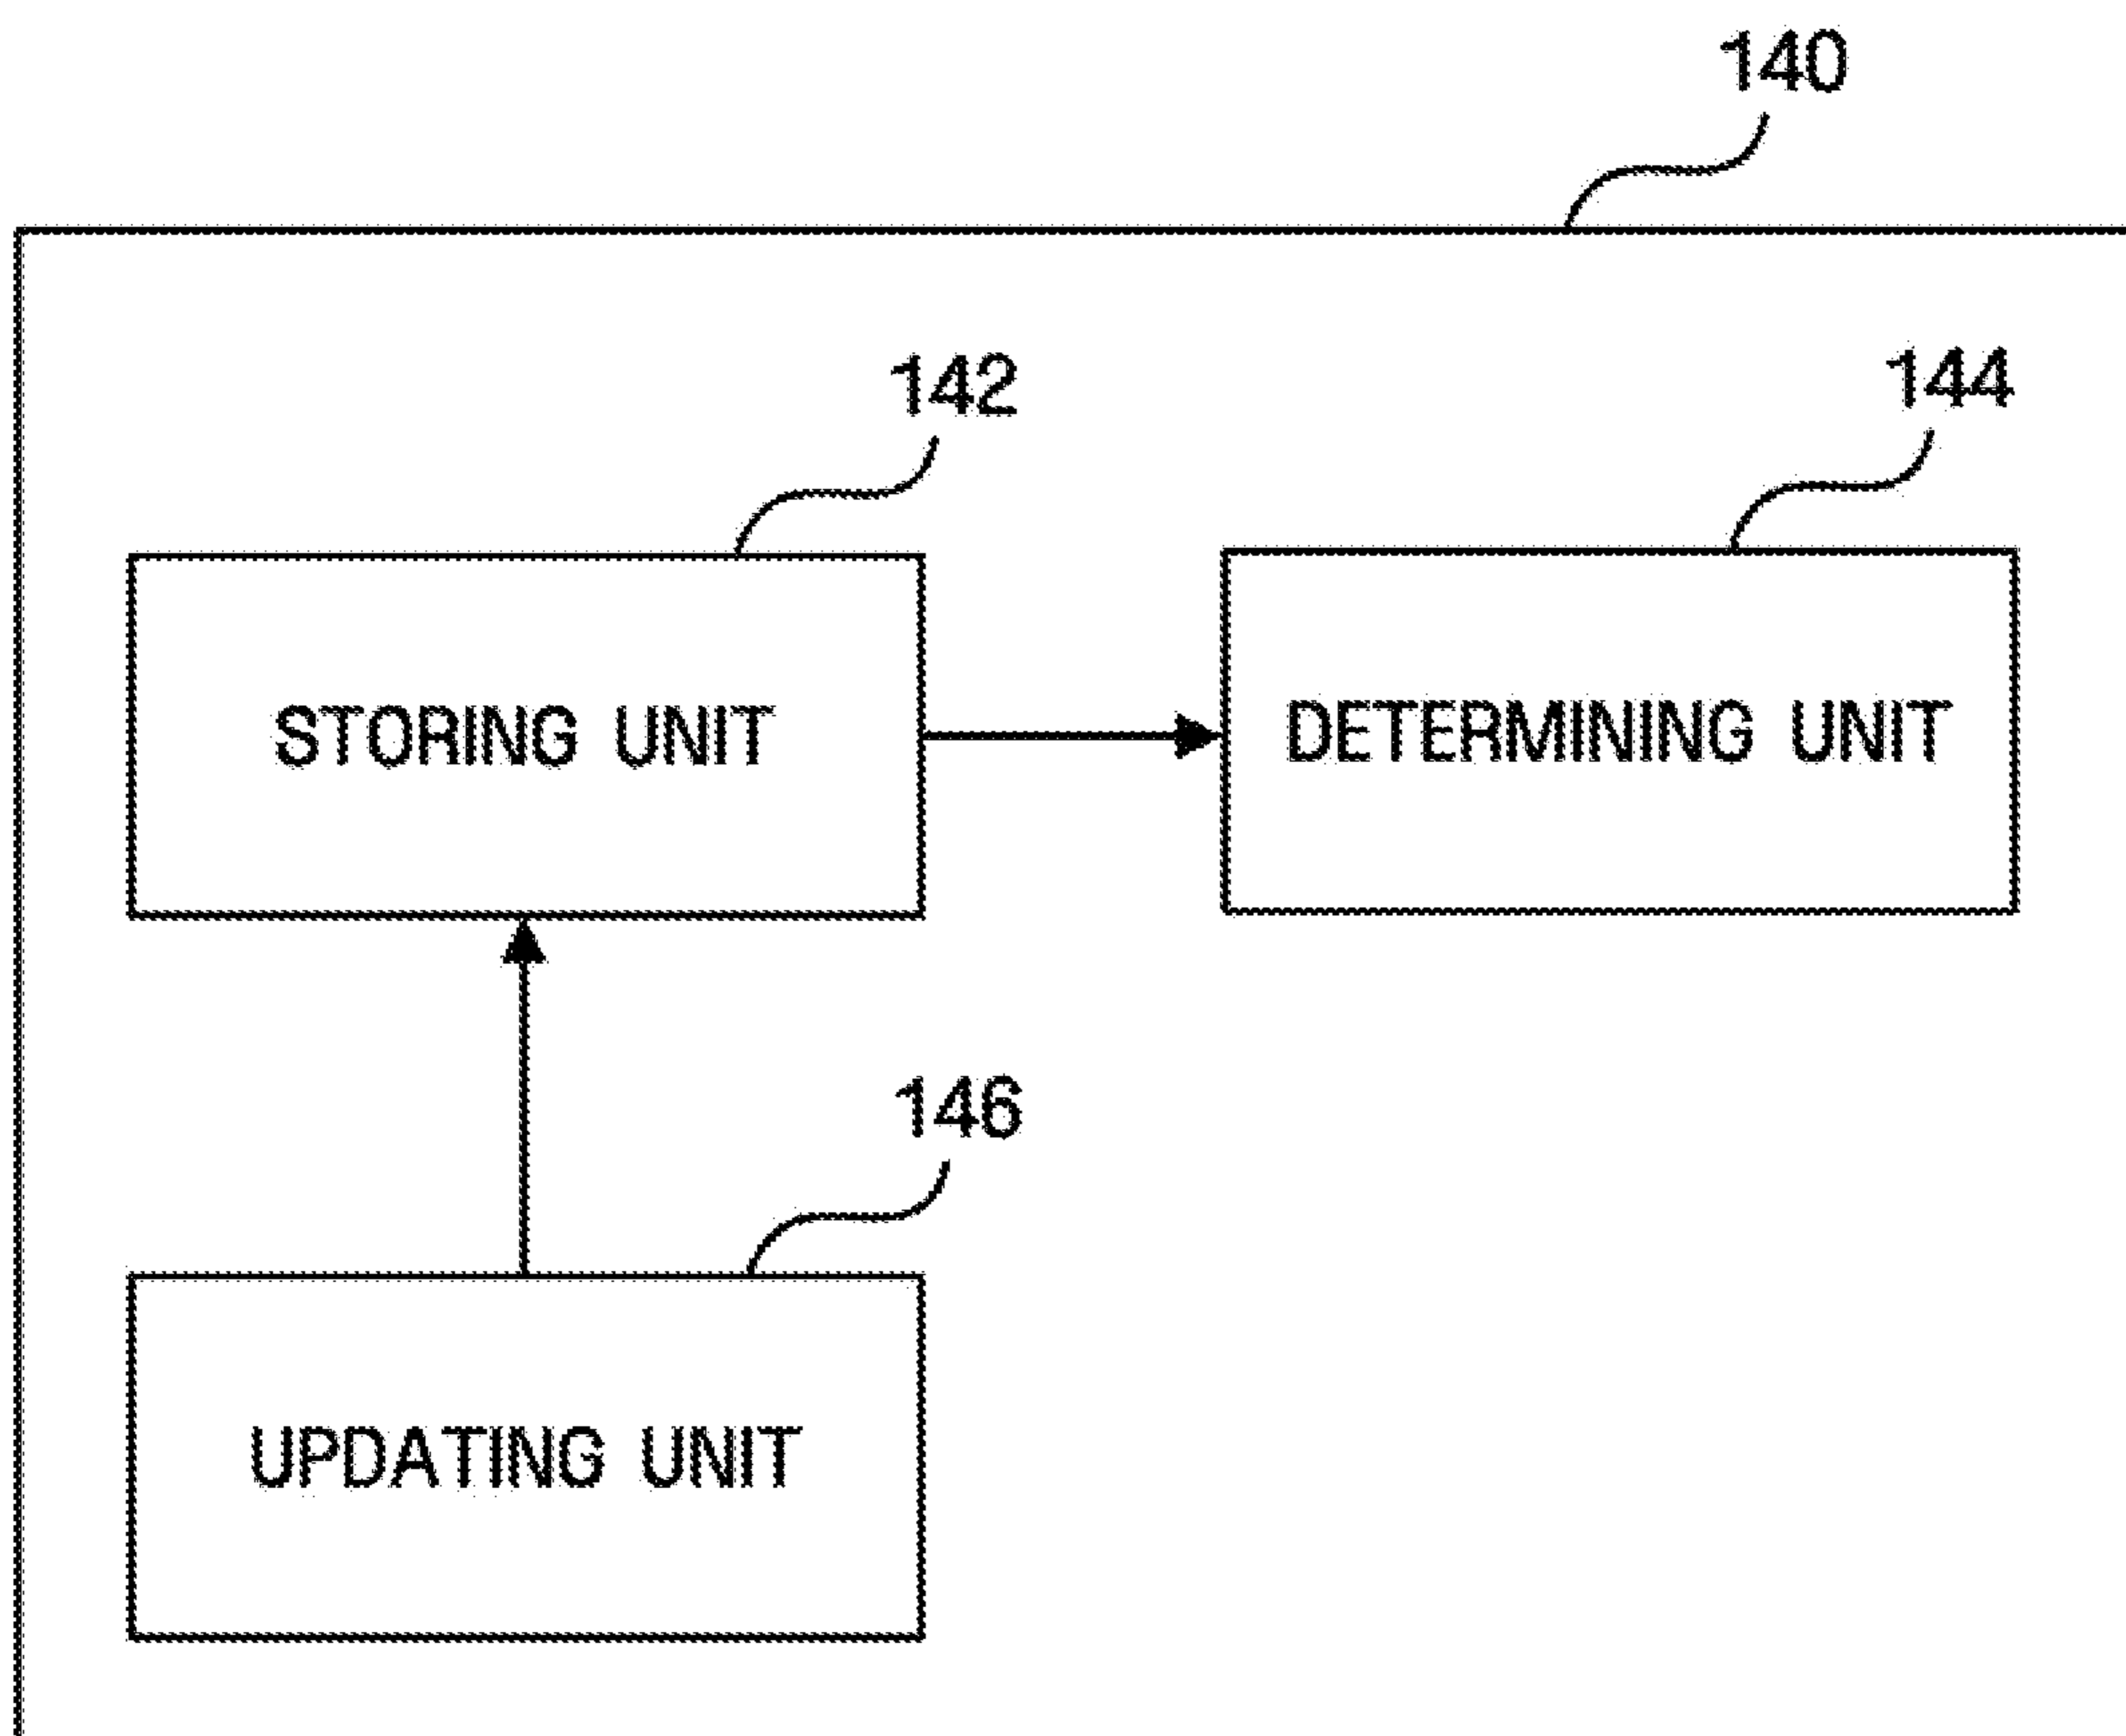 140
142
144
STORING UNIT
DETERMINING UNIT
146
UPDATING UNIT